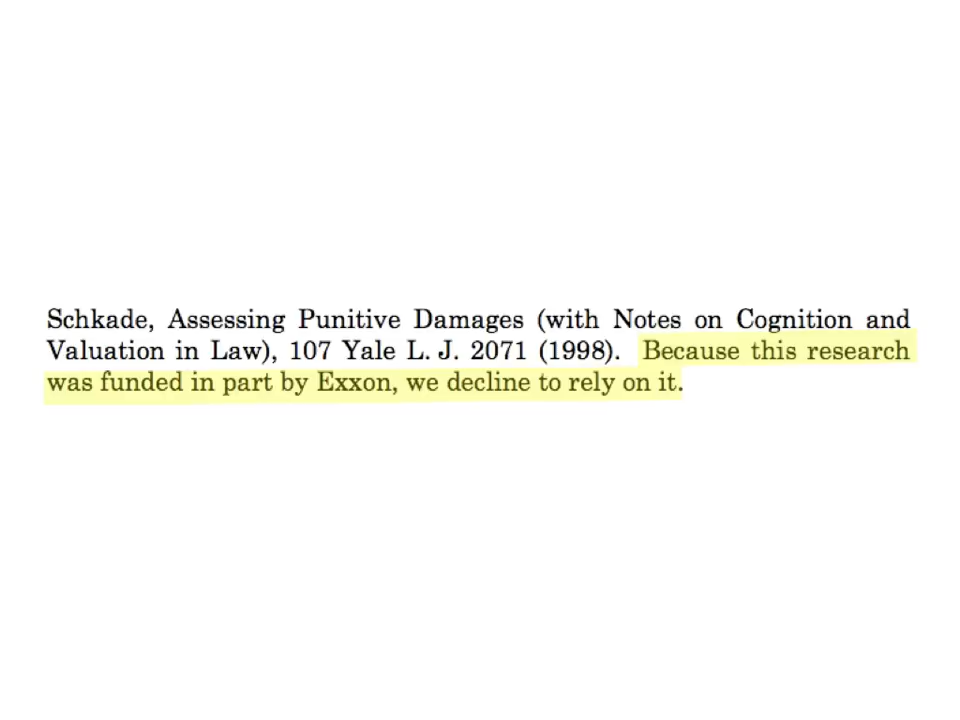 Schkade, Assessing Punitive Damages (with Notes on Cognition and
Valuation in Law), 107 Yale L. J. 2071 (1998). Because this research
was funded in part by Exxon, we decline to rely on it.